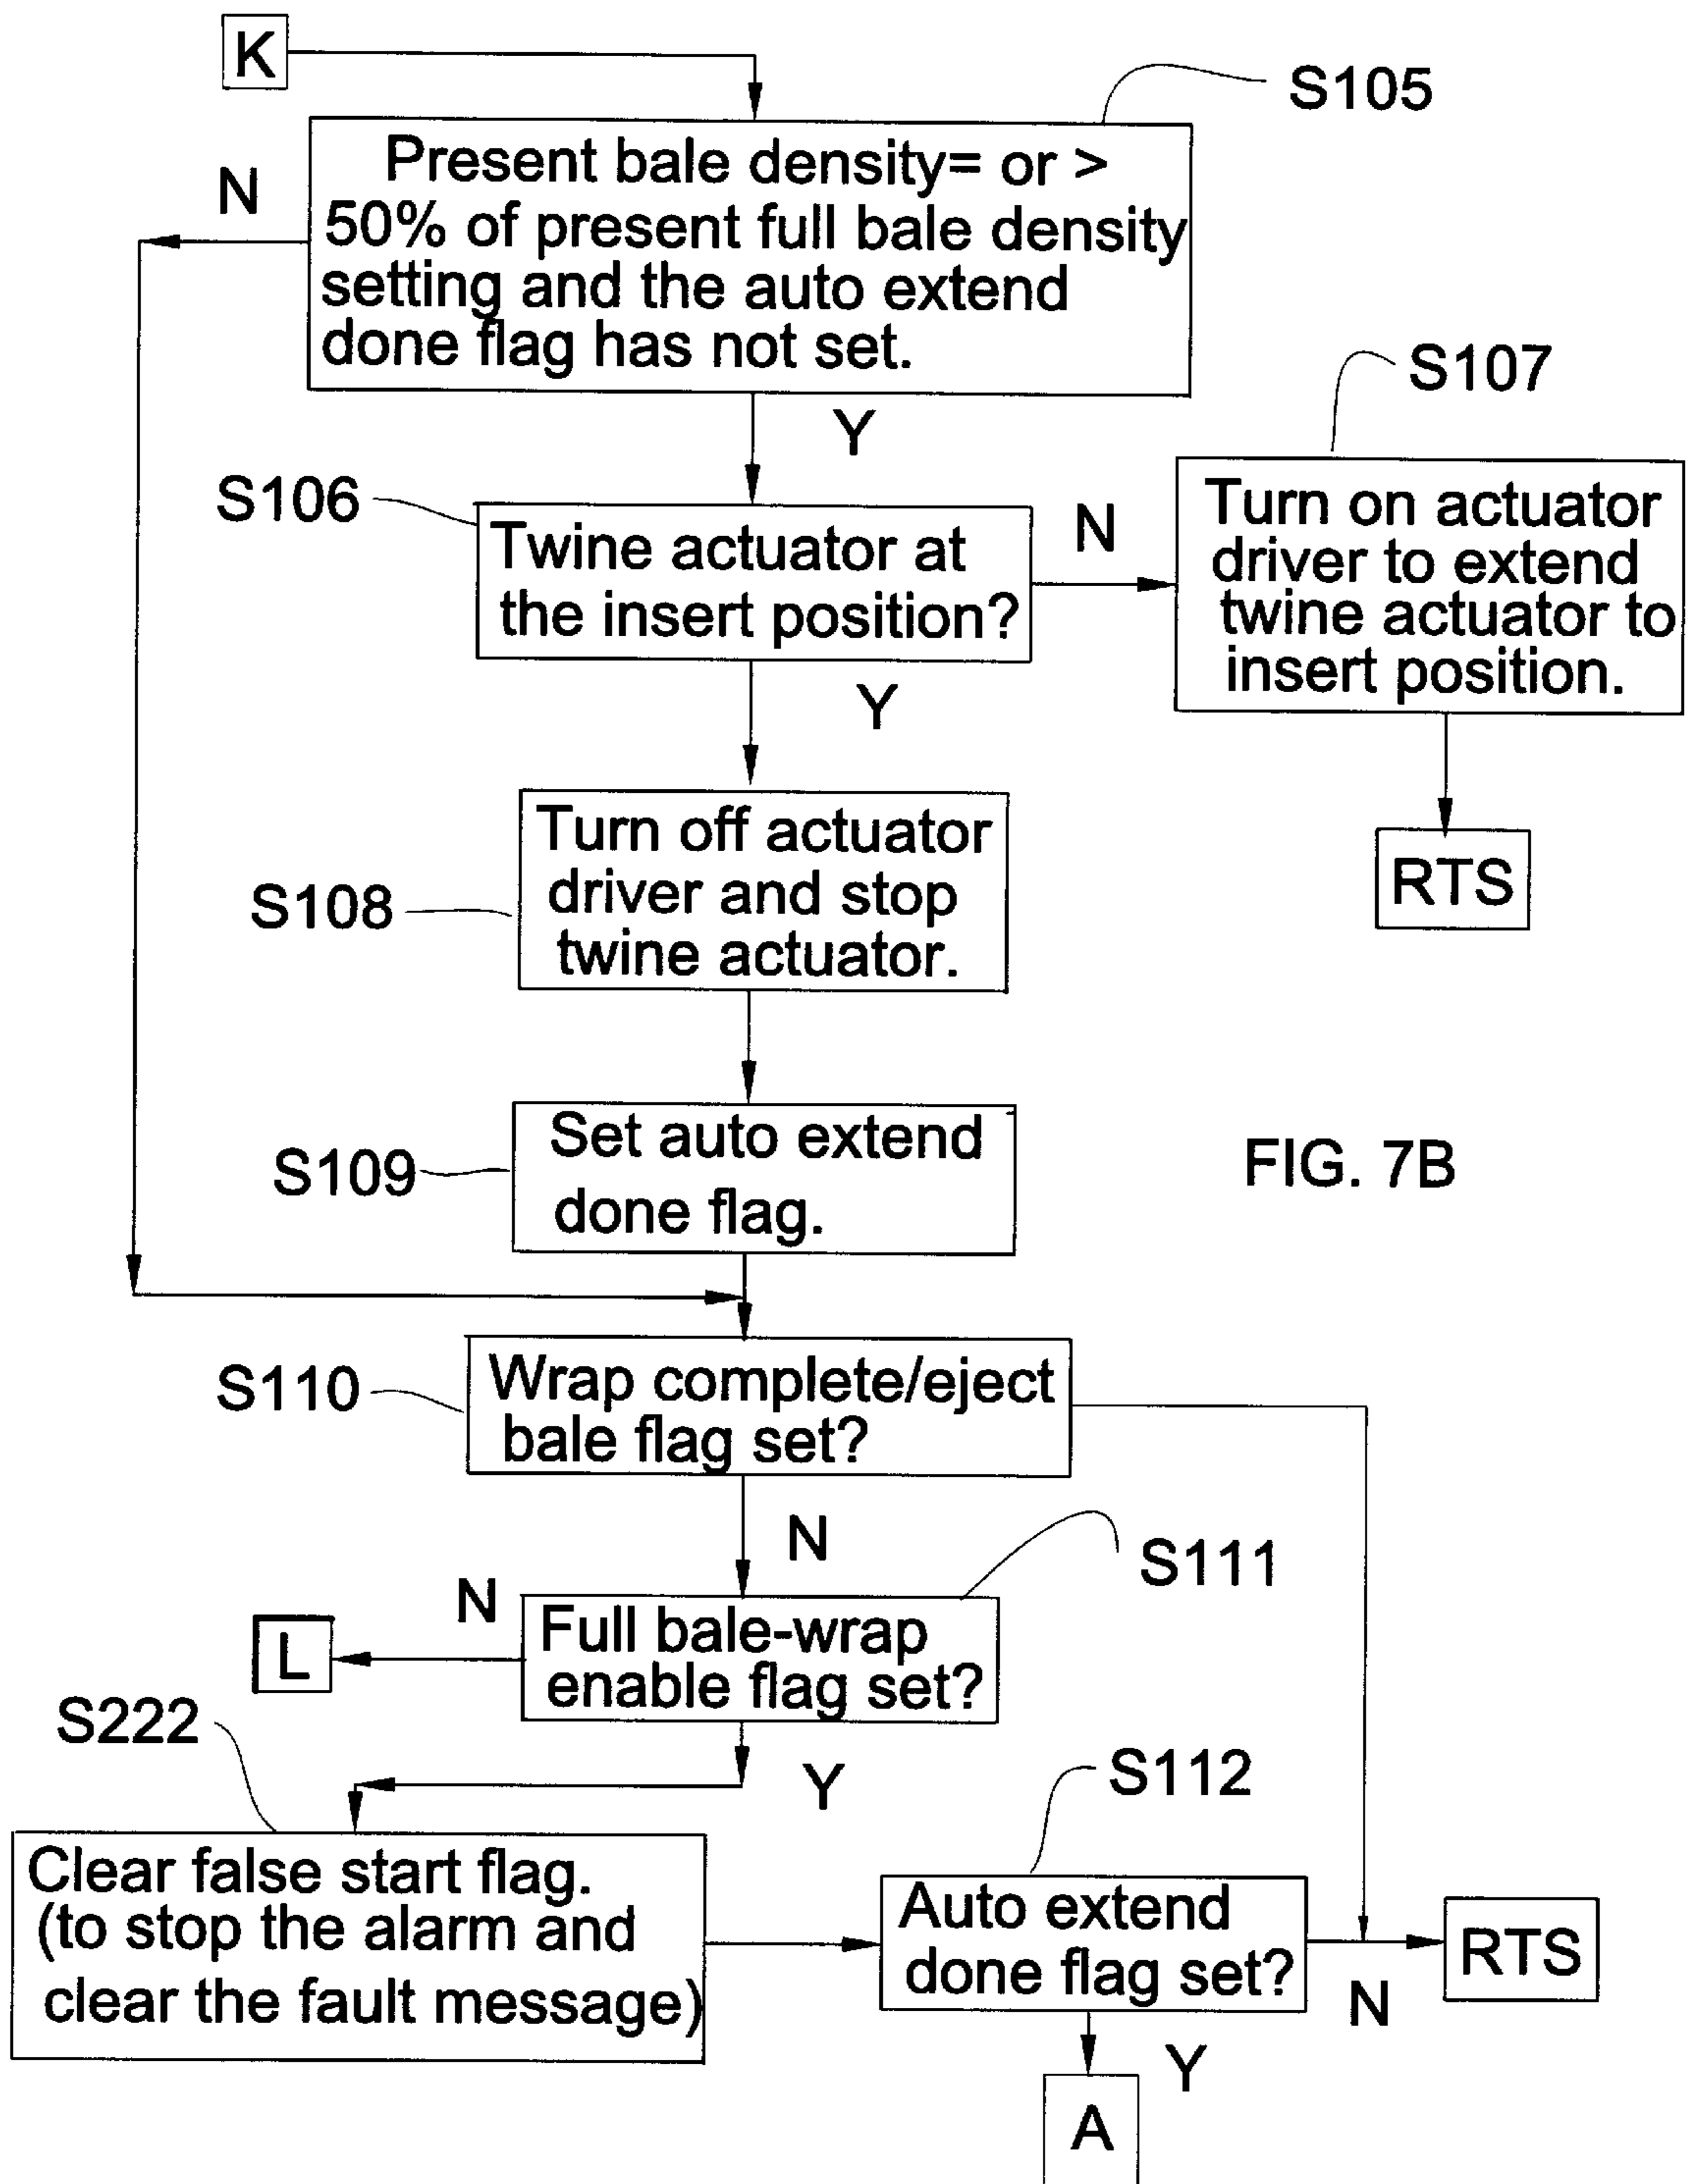 K
S105
Present bale density= or >
50% of present full bale density
setting and the auto extend
done flag has not set.
N
Y
S107
S106
Twine actuator at
the insert position?
N
Turn on actuator
driver to extend
twine actuator to
insert position.
Y
RTS
S108
Turn off actuator
driver and stop
twine actuator.
S109
Set auto extend
done flag.
FIG. 7B
S110
Wrap complete/eject
bale flag set?
N
S111
N
L
Full bale-wrap
enable flag set?
S222
Y
S112
Clear false start flag.
(to stop the alarm and
clear the fault message)
Auto extend
done flag set?
RTS
N
Y
A